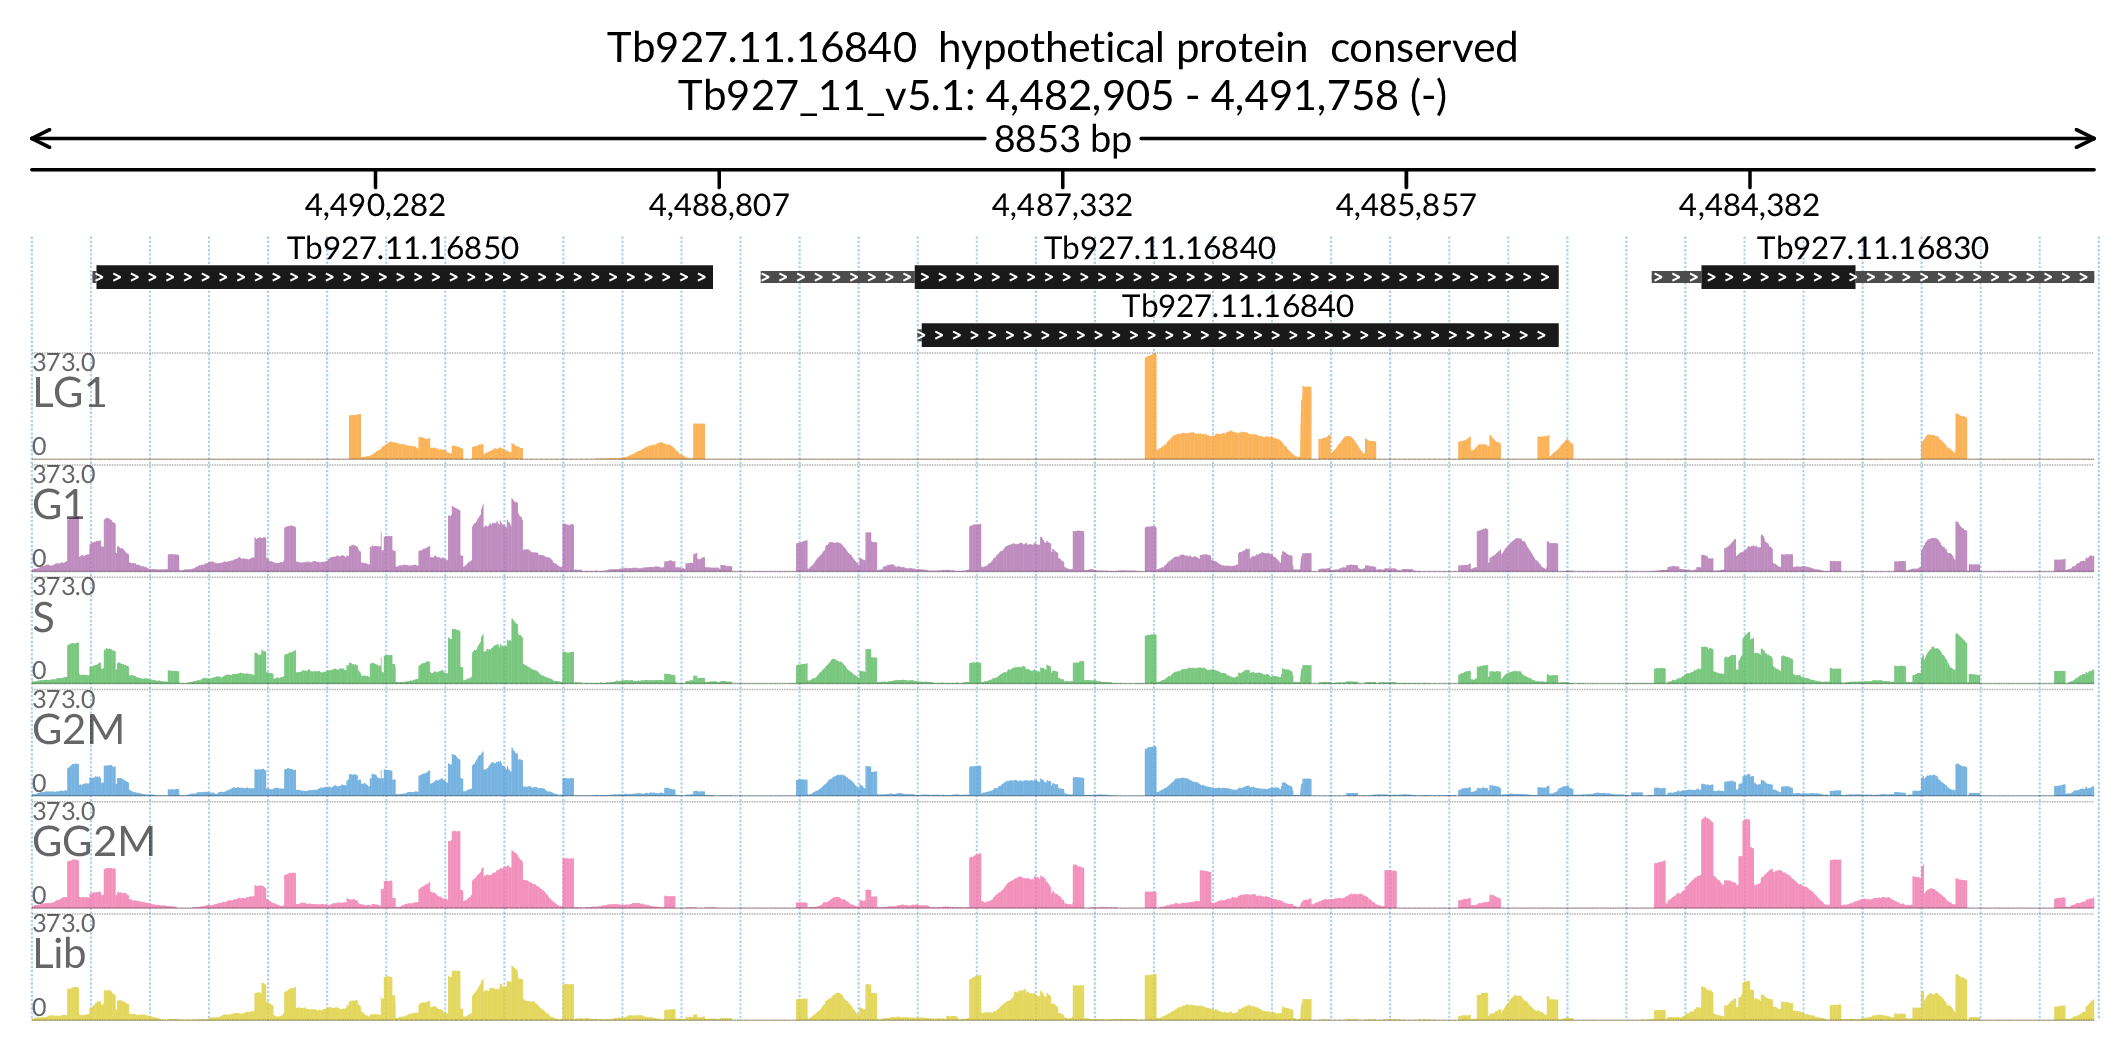 Tb927.11.16840 hypothetical protein conserved
Tb927_11_v5.1: 4,482,905 - 4,491,758 (-)
8853 bp
4,490,282 4,488,807 4,487,332 4,485,857 4,484,382
Tb927.11.16850 Tb927.11.16840 Tb927.11.16830
Tb927.11.16840
373.0
LG1
0
373.0
G1
0
373.0
S
0
373.0
G2M
0
373.0
GG2M
0
373.0
Lib
0